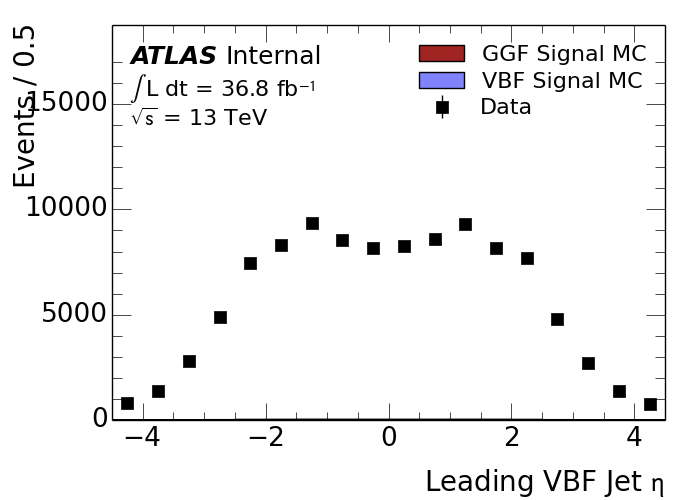 Events / 0.5
ATLAS Internal
∫L dt = 36.8 fb⁻¹
√s = 13 TeV
GGF Signal MC
VBF Signal MC
Data
15000
10000
5000
0
−4 −2 0 2 4
Leading VBF Jet η